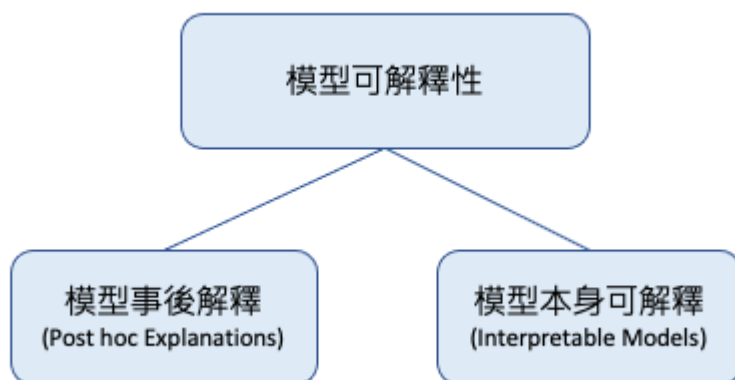 模型可解釋性
模型事後解釋
(Post hoc Explanations)
模型本身可解釋
(Interpretable Models)